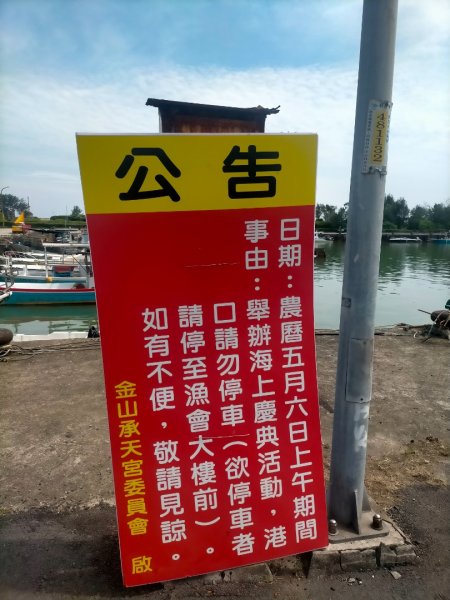 公告
日期：農曆五月六日上午期間
事由：舉辦海上慶典活動，港
口請勿停車（欲停車者
請停至漁會大樓前）。
如有不便，敬請見諒。
金山承天宮委員會 啟
481132